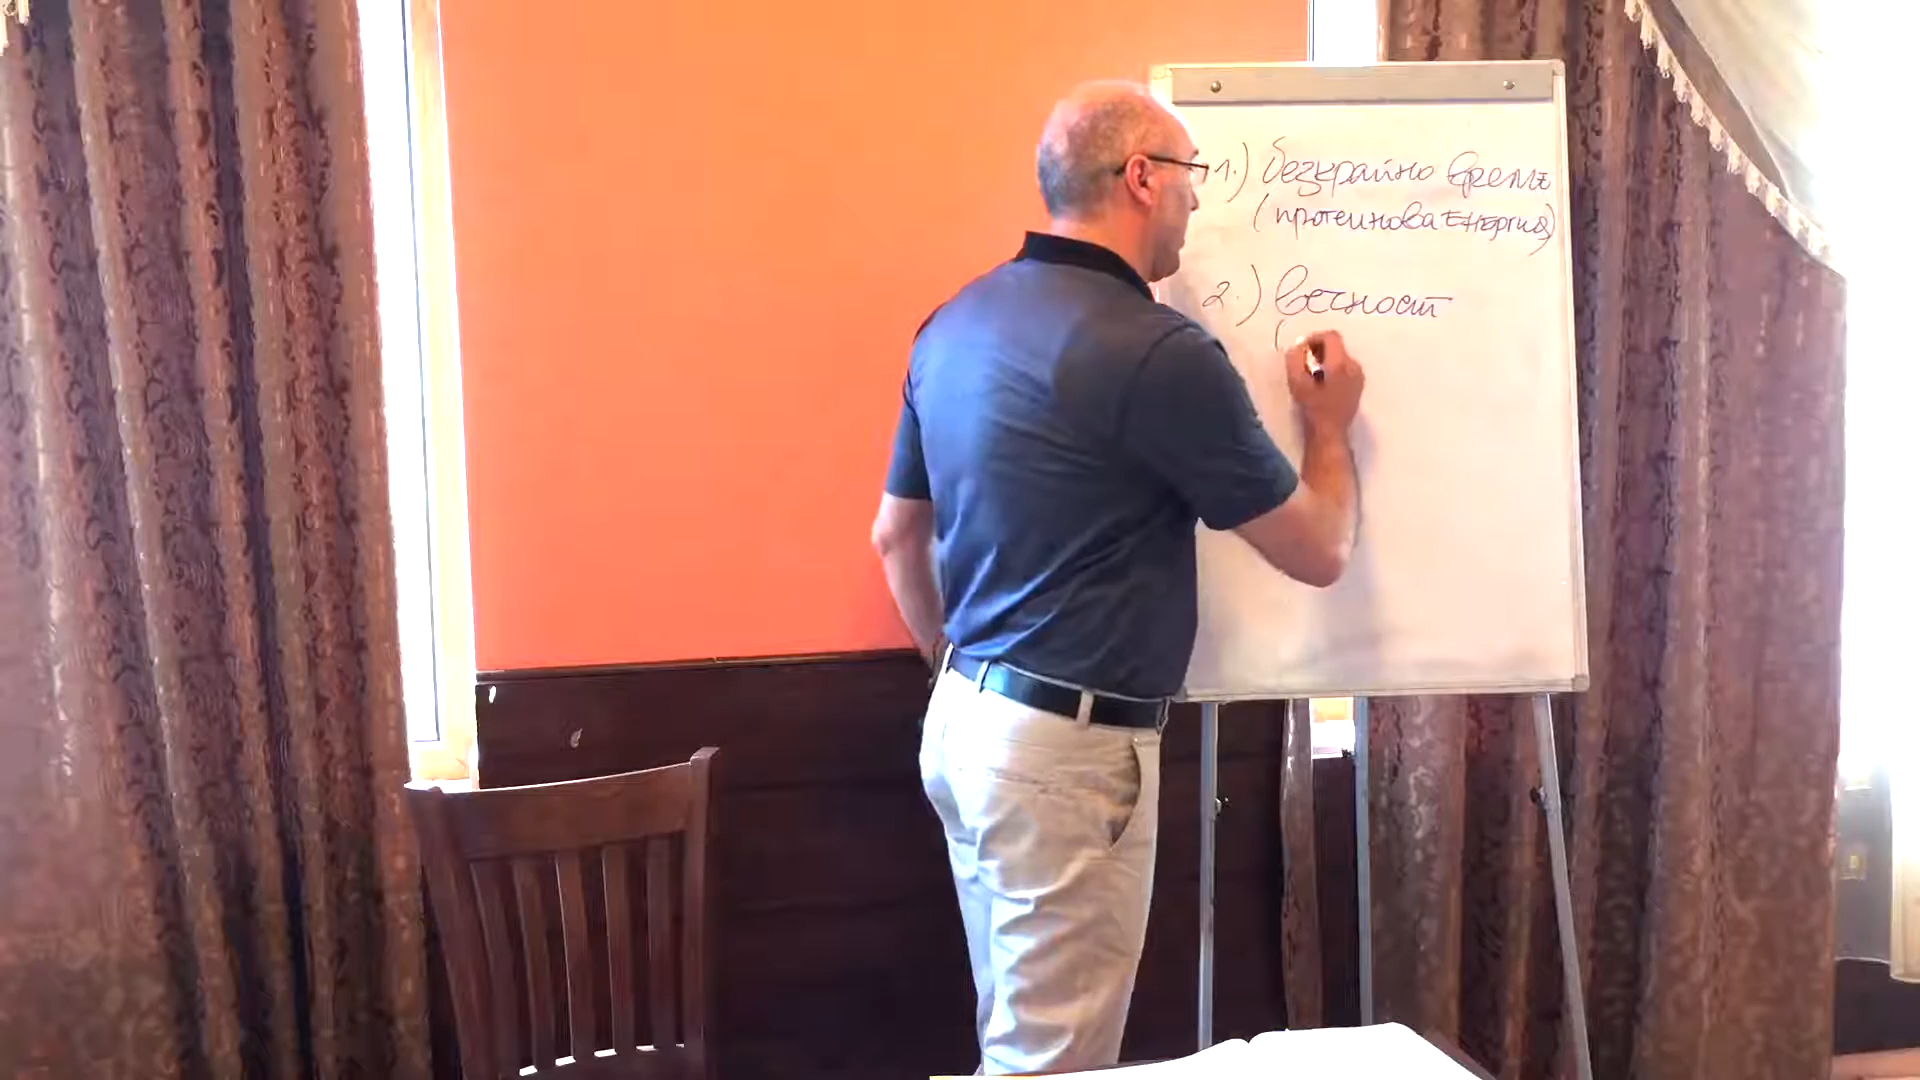 1.) безкрайно време
(протеинова енергия)
2.) вечност
(